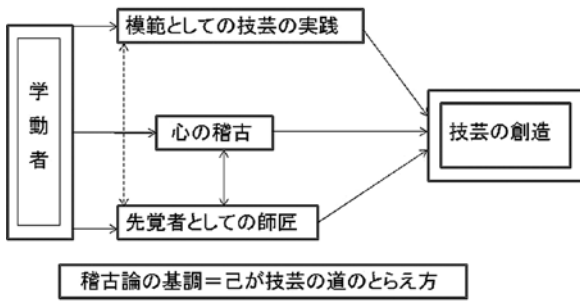 模範としての技芸の実践
学動者
心の稽古
技芸の創造
先覚者としての師匠
稽古論の基調＝己が技芸の道のとらえ方